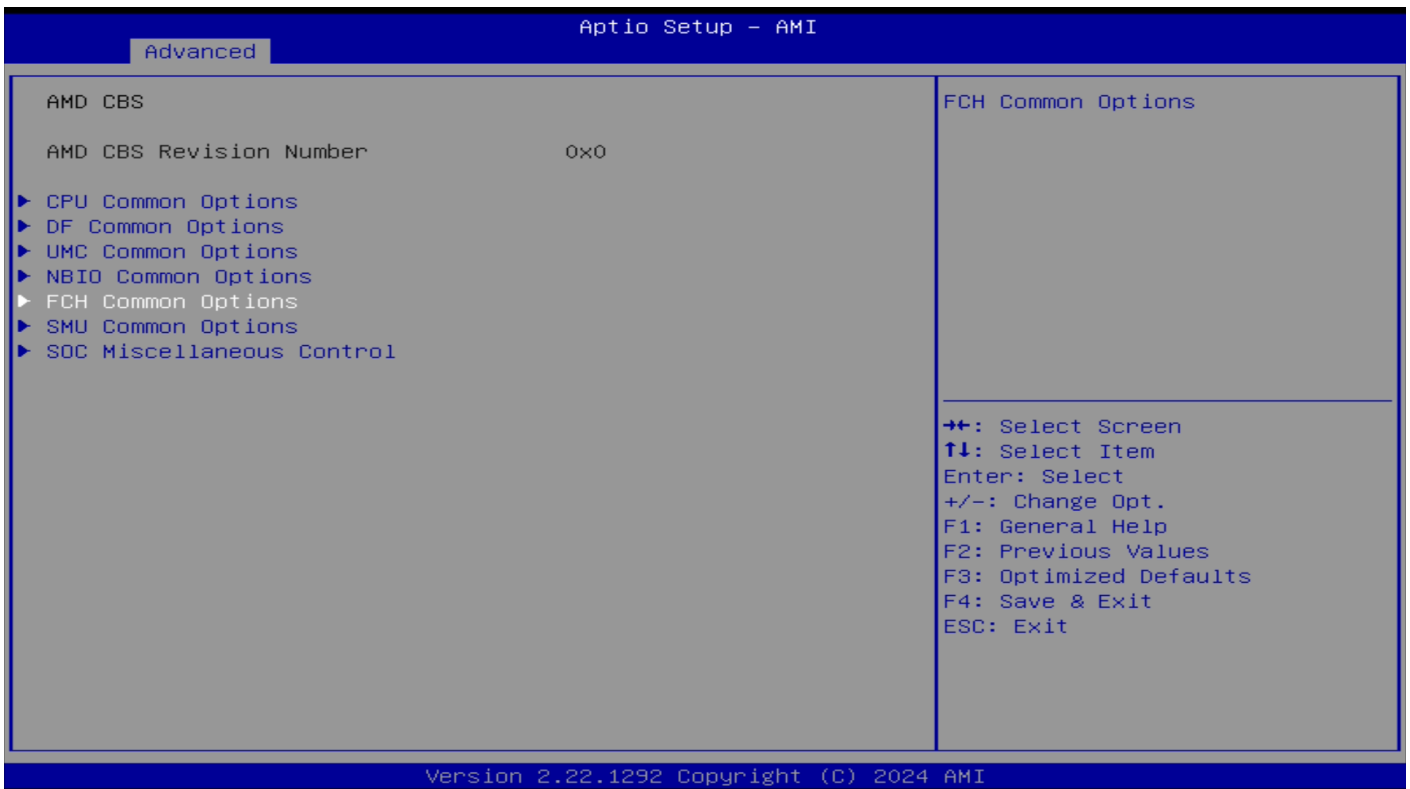 Aptio Setup - AMI
Advanced
AMD CBS
AMD CBS Revision Number 0x0
▶ CPU Common Options
▶ DF Common Options
▶ UMC Common Options
▶ NBIO Common Options
▶ FCH Common Options
▶ SMU Common Options
▶ SOC Miscellaneous Control
FCH Common Options
→←: Select Screen
↑↓: Select Item
Enter: Select
+/-: Change Opt.
F1: General Help
F2: Previous Values
F3: Optimized Defaults
F4: Save & Exit
ESC: Exit
Version 2.22.1292 Copyright (C) 2024 AMI